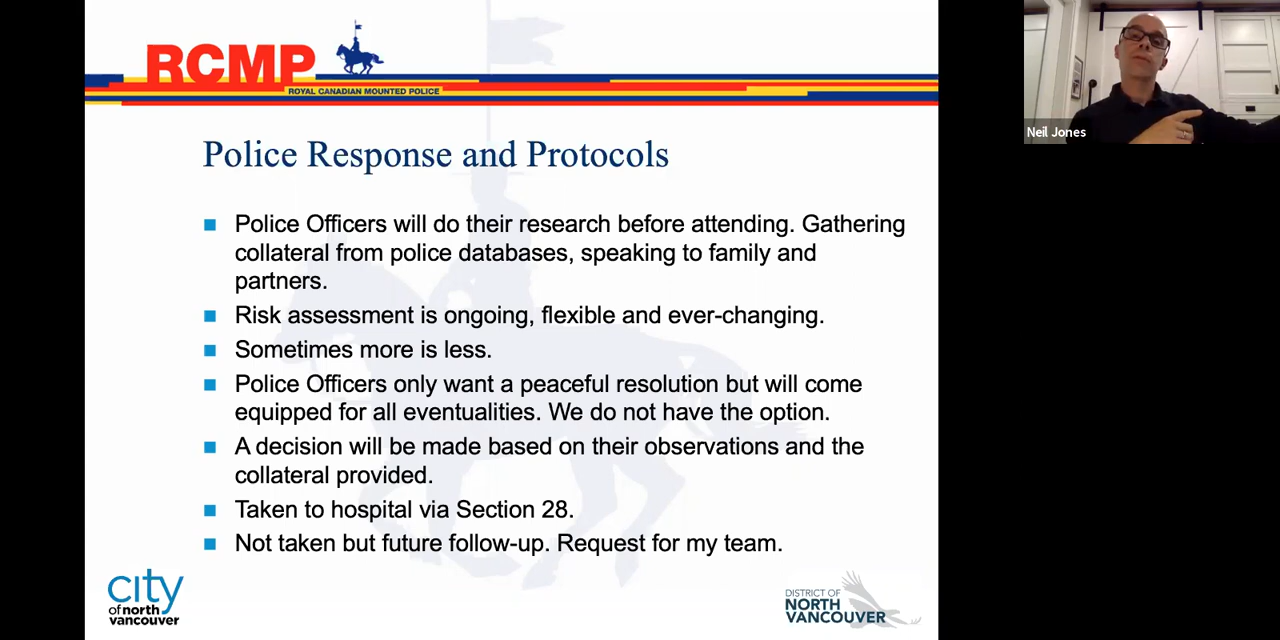 RCMP
ROYAL CANADIAN MOUNTED POLICE
Neil Jones
Police Response and Protocols
Police Officers will do their research before attending. Gathering
collateral from police databases, speaking to family and
partners.
Risk assessment is ongoing, flexible and ever-changing.
Sometimes more is less.
Police Officers only want a peaceful resolution but will come
equipped for all eventualities. We do not have the option.
A decision will be made based on their observations and the
collateral provided.
Taken to hospital via Section 28.
Not taken but future follow-up. Request for my team.
city
of north
vancouver
DISTRICT OF
NORTH
VANCOUVER